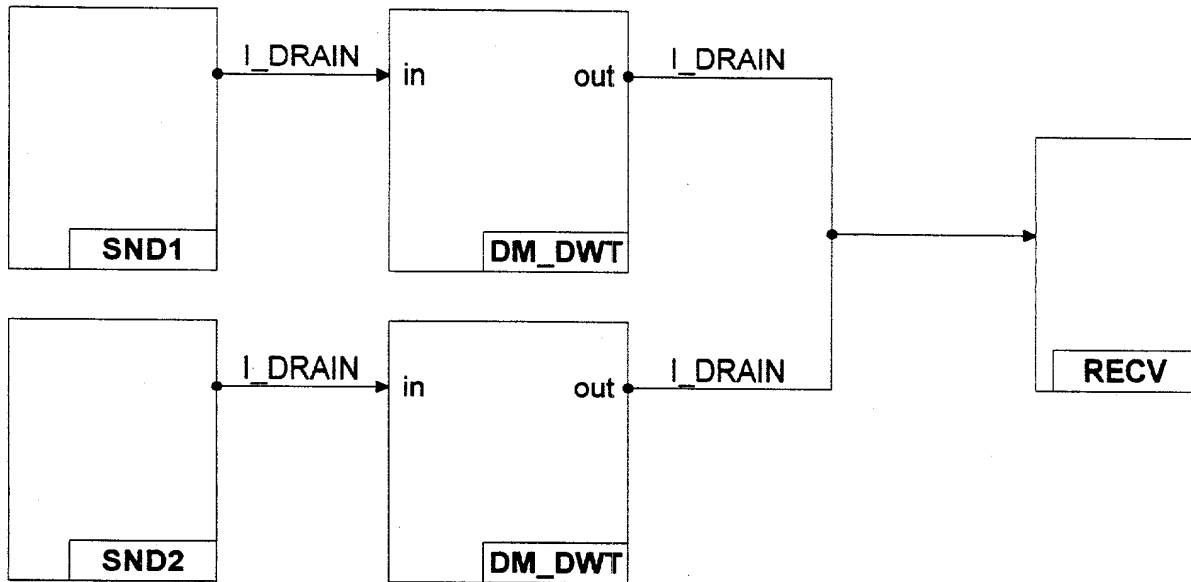 I_DRAIN
in
out
I_DRAIN
SND1
DM_DWT
I_DRAIN
in
out
I_DRAIN
RECV
SND2
DM_DWT